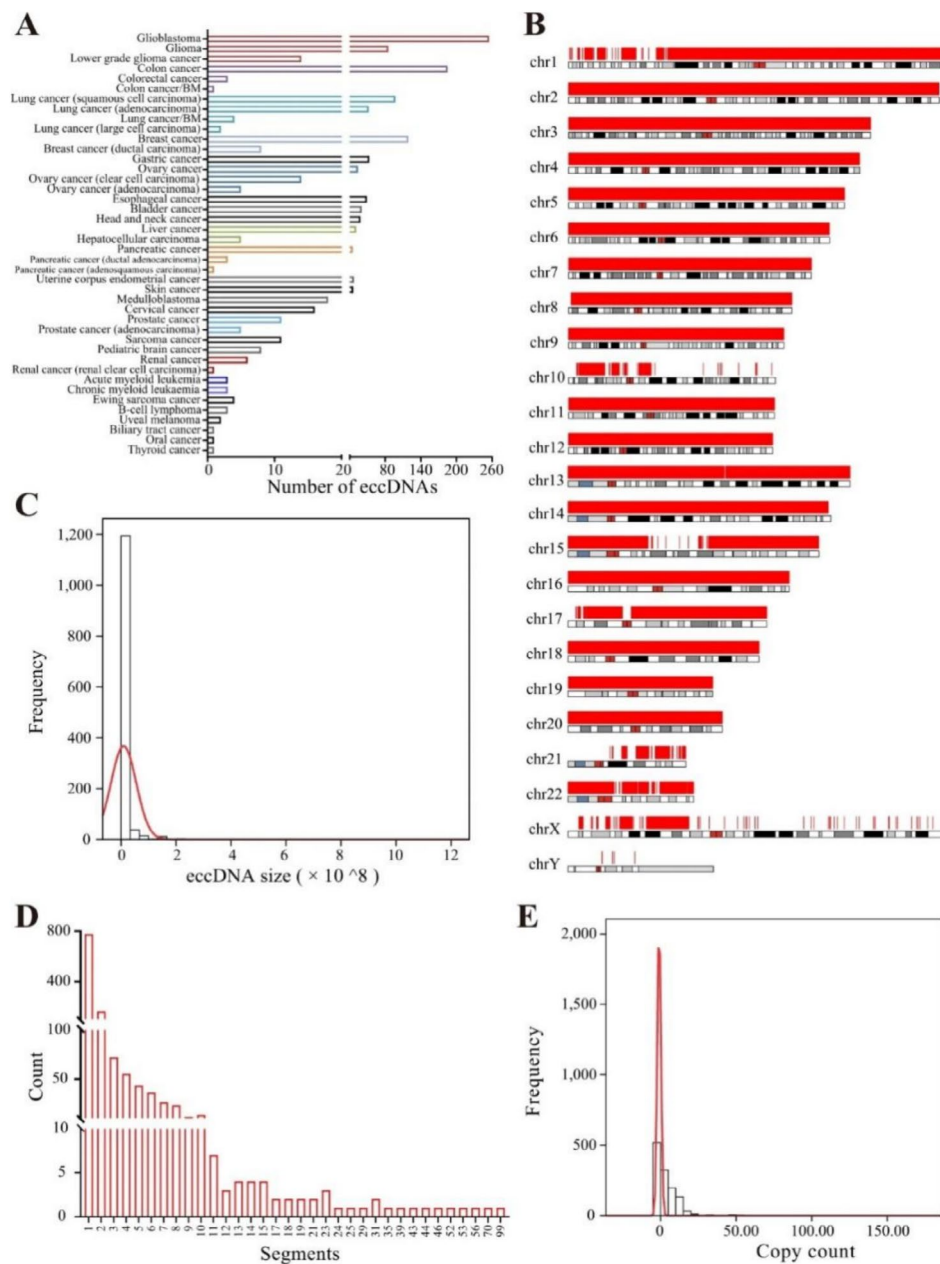 A
Glioblastoma
Glioma
Lower grade glioma cancer
Colon cancer
Colorectal cancer
Colon cancer/BM
Lung cancer (squamous cell carcinoma)
Lung cancer (adenocarcinoma)
Lung cancer/BM
Lung cancer (large cell carcinoma)
Breast cancer
Breast cancer (ductal carcinoma)
Gastric cancer
Ovary cancer
Ovary cancer (clear cell carcinoma)
Ovary cancer (adenocarcinoma)
Esophageal cancer
Bladder cancer
Head and neck cancer
Liver cancer
Hepatocellular carcinoma
Pancreatic cancer
Pancreatic cancer (ductal adenocarcinoma)
Pancreatic cancer (adenosquamous carcinoma)
Uterine corpus endometrial cancer
Skin cancer
Medulloblastoma
Cervical cancer
Prostate cancer
Prostate cancer (adenocarcinoma)
Sarcoma cancer
Pediatric brain cancer
Renal cancer
Renal cancer (renal clear cell carcinoma)
Acute myeloid leukemia
Chronic myeloid leukaemia
Ewing sarcoma cancer
B-cell lymphoma
Uveal melanoma
Biliary tract cancer
Oral cancer
Thyroid cancer
0 10 20 80 140 200 260
Number of eccDNAs
B
chr1
chr2
chr3
chr4
chr5
chr6
chr7
chr8
chr9
chr10
chr11
chr12
chr13
chr14
chr15
chr16
chr17
chr18
chr19
chr20
chr21
chr22
chrX
chrY
C
Frequency
1,200
1,000
800
600
400
200
0
0 2 4 6 8 10 12
eccDNA size ( × 10 ^8 )
D
Count
800
400
100
50
10
5
0
1 2 3 4 5 6 7 8 9 10 11 12 13 14 15 17 18 19 21 23 24 25 29 31 35 39 43 44 46 52 53 56 70 99
Segments
E
Frequency
2,000
1,500
1,000
500
0
0 50.00 100.00 150.00
Copy count